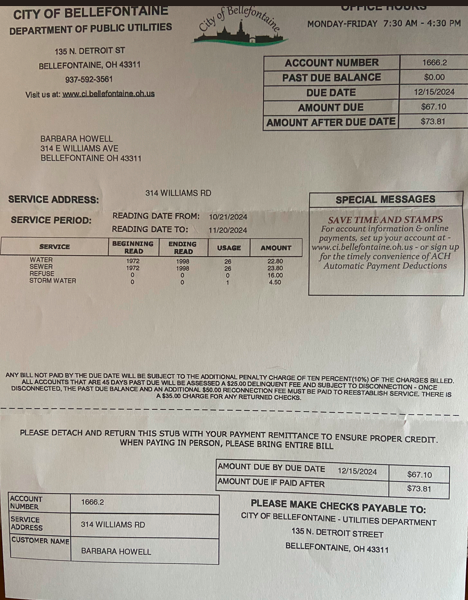 CITY OF BELLEFONTAINE
DEPARTMENT OF PUBLIC UTILITIES
135 N. DETROIT ST
BELLEFONTAINE, OH 43311
937-592-3561
Visit us at: www.ci.bellefontaine.oh.us
City of Bellefontaine
OFFICE HOURS
MONDAY-FRIDAY 7:30 AM - 4:30 PM
ACCOUNT NUMBER 1666.2
PAST DUE BALANCE $0.00
DUE DATE 12/15/2024
AMOUNT DUE $67.10
AMOUNT AFTER DUE DATE $73.81
BARBARA HOWELL
314 E WILLIAMS AVE
BELLEFONTAINE OH 43311
SERVICE ADDRESS: 314 WILLIAMS RD
SERVICE PERIOD: READING DATE FROM: 10/21/2024
READING DATE TO: 11/20/2024
SERVICE BEGINNING READ ENDING READ USAGE AMOUNT
WATER 1972 1998 26 22.80
SEWER 1972 1998 26 23.80
REFUSE 0 0 0 16.00
STORM WATER 0 0 1 4.50
SPECIAL MESSAGES
SAVE TIME AND STAMPS
For account information & online
payments, set up your account at -
www.ci.bellefontaine.oh.us - or sign up
for the timely convenience of ACH
Automatic Payment Deductions
ANY BILL NOT PAID BY THE DUE DATE WILL BE SUBJECT TO THE ADDITIONAL PENALTY CHARGE OF TEN PERCENT(10%) OF THE CHARGES BILLED.
ALL ACCOUNTS THAT ARE 45 DAYS PAST DUE WILL BE ASSESSED A $25.00 DELINQUENT FEE AND SUBJECT TO DISCONNECTION - ONCE
DISCONNECTED, THE PAST DUE BALANCE AND AN ADDITIONAL $50.00 RECONNECTION FEE MUST BE PAID TO REESTABLISH SERVICE. THERE IS
A $35.00 CHARGE FOR ANY RETURNED CHECKS.
PLEASE DETACH AND RETURN THIS STUB WITH YOUR PAYMENT REMITTANCE TO ENSURE PROPER CREDIT.
WHEN PAYING IN PERSON, PLEASE BRING ENTIRE BILL
AMOUNT DUE BY DUE DATE 12/15/2024 $67.10
AMOUNT DUE IF PAID AFTER $73.81
ACCOUNT NUMBER 1666.2
SERVICE ADDRESS 314 WILLIAMS RD
CUSTOMER NAME BARBARA HOWELL
PLEASE MAKE CHECKS PAYABLE TO:
CITY OF BELLEFONTAINE - UTILITIES DEPARTMENT
135 N. DETROIT STREET
BELLEFONTAINE, OH 43311